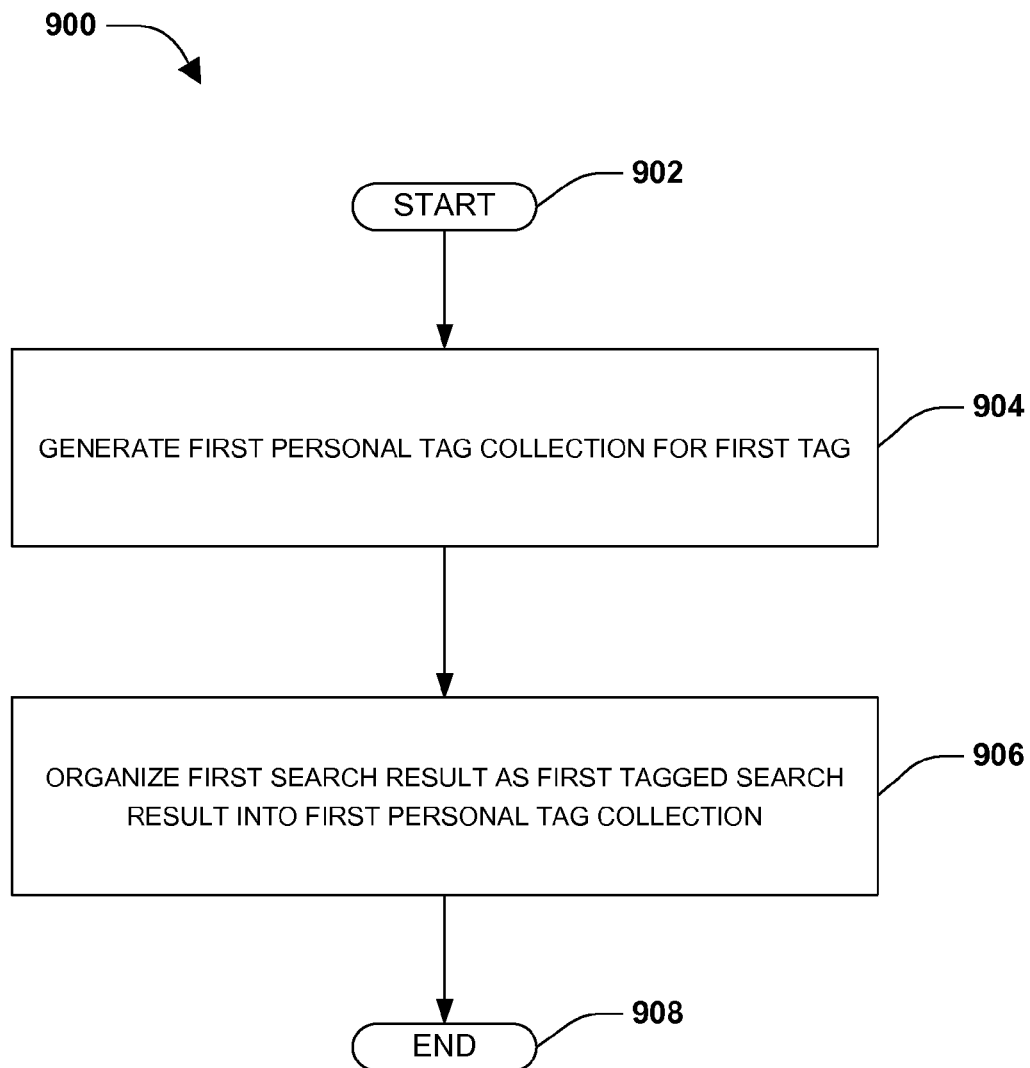 900
902
START
904
GENERATE FIRST PERSONAL TAG COLLECTION FOR FIRST TAG
906
ORGANIZE FIRST SEARCH RESULT AS FIRST TAGGED SEARCH
RESULT INTO FIRST PERSONAL TAG COLLECTION
908
END